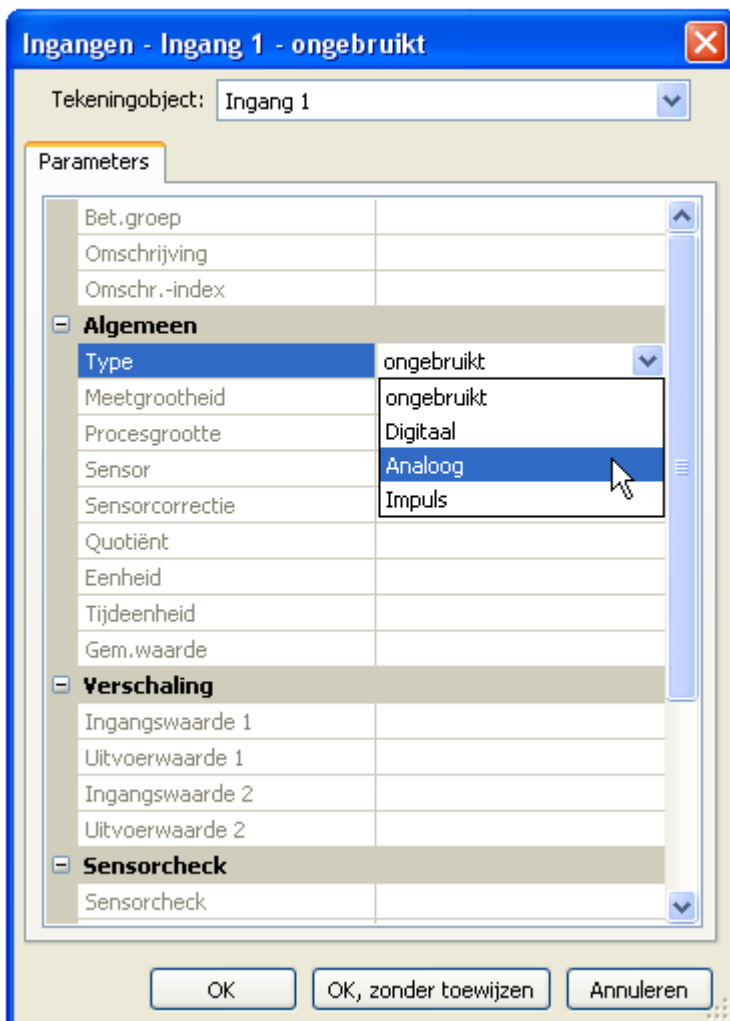 Ingangen - Ingang 1 - ongebruikt
Tekeningobject: Ingang 1
Parameters
Bet.groep
Omschrijving
Omschr.-index
Algemeen
Type ongebruikt
Meetgrootheid ongebruikt
Procesgrootte Digitaal
Sensor Analoog
Sensorcorrectie Impuls
Quotiënt
Eenheid
Tijdeenheid
Gem.waarde
Verschaling
Ingangswaarde 1
Uitvoerwaarde 1
Ingangswaarde 2
Uitvoerwaarde 2
Sensorcheck
Sensorcheck
OK OK, zonder toewijzen Annuleren